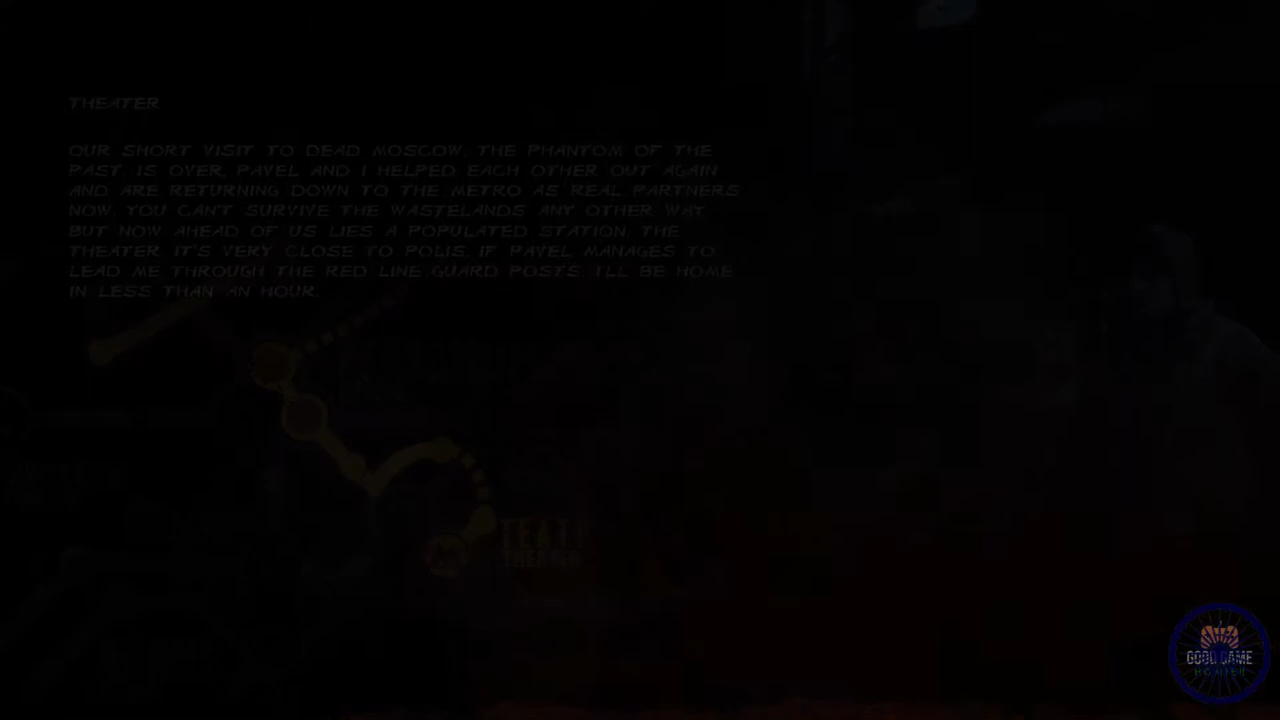 THEATER
OUR SHORT VISIT TO DEAD MOSCOW, THE PHANTOM OF THE
PAST, IS OVER. PAVEL AND I HELPED EACH OTHER OUT AGAIN
AND ARE RETURNING DOWN TO THE METRO AS REAL PARTNERS
NOW. YOU CAN'T SURVIVE THE WASTELANDS ANY OTHER WAY.
BUT NOW AHEAD OF US LIES A POPULATED STATION, THE
THEATER. IT'S VERY CLOSE TO POLIS. IF PAVEL MANAGES TO
LEAD ME THROUGH THE RED LINE GUARD POSTS, I'LL BE HOME
IN LESS THAN AN HOUR.
THEATER
GOOD GAME